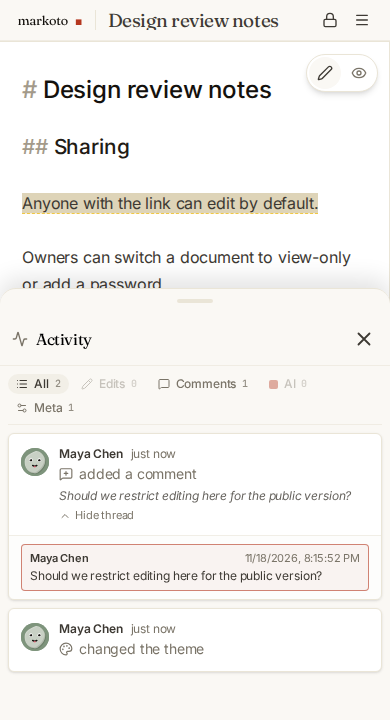 markoto
Design review notes
# Design review notes
## Sharing
Anyone with the link can edit by default.
Owners can switch a document to view-only
or add a password
Activity
All 2 Edits 0 Comments 1 AI 0
Meta 1
Maya Chen just now
added a comment
Should we restrict editing here for the public version?
Hide thread
Maya Chen 11/18/2026, 8:15:52 PM
Should we restrict editing here for the public version?
Maya Chen just now
changed the theme